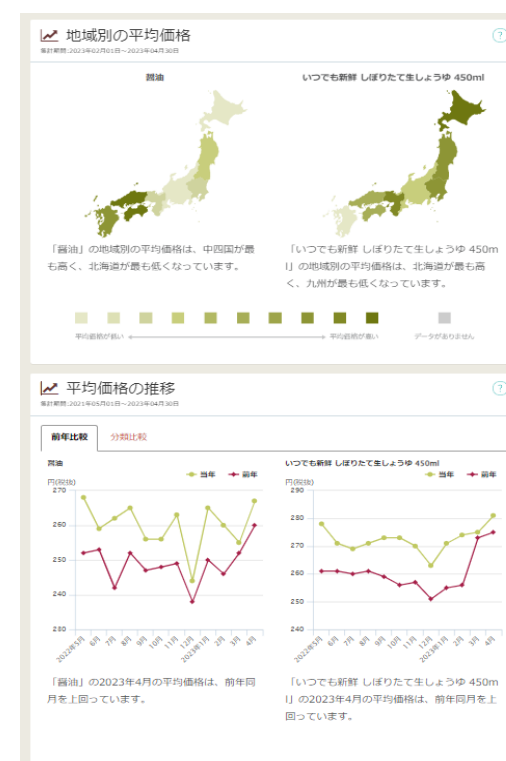 地域別の平均価格
?
集計期間:2023年02月01日~2023年04月30日
醤油
いつでも新鮮 しぼりたて生しょうゆ 450ml
「醤油」の地域別の平均価格は、中四国が最
も高く、北海道が最も低くなっています。
「いつでも新鮮 しぼりたて生しょうゆ 450m
l」の地域別の平均価格は、北海道が最も高
く、九州が最も低くなっています。
平均価格が低い
平均価格が高い
データがありません
平均価格の推移
?
集計期間:2021年05月01日~2023年04月30日
前年比較
分類比較
醤油
円(税抜)
当年
前年
270
260
250
240
230
2022年5月
6月
7月
8月
9月
10月
11月
12月
2023年1月
2月
3月
4月
「醤油」の2023年4月の平均価格は、前年同
月を上回っています。
いつでも新鮮 しぼりたて生しょうゆ 450ml
円(税抜)
当年
前年
290
280
270
260
250
240
2022年5月
6月
7月
8月
9月
10月
11月
12月
2023年1月
2月
3月
4月
「いつでも新鮮 しぼりたて生しょうゆ 450m
l」の2023年4月の平均価格は、前年同月を上
回っています。